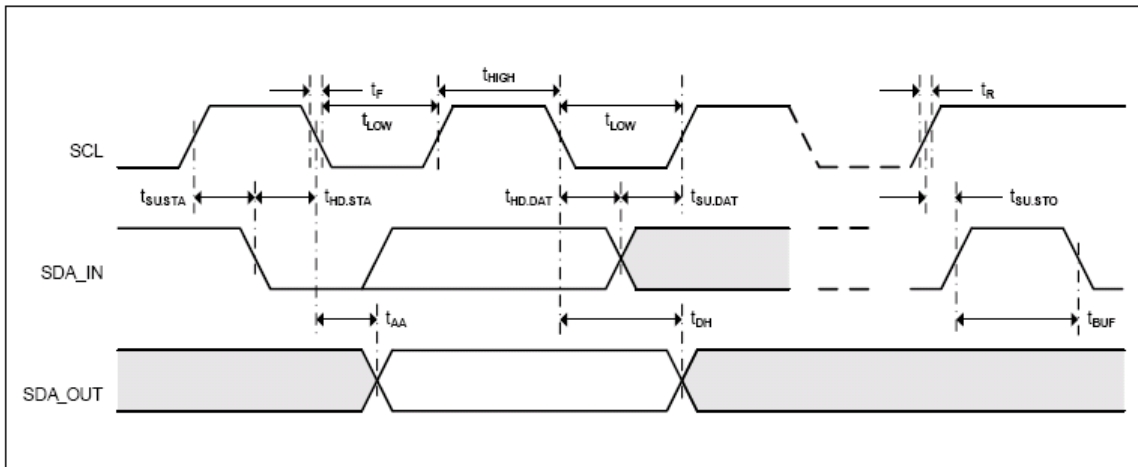 tF
tHIGH
tR
tLOW
tLOW
SCL
tSU.STA
tHD.STA
tHD.DAT
tSU.DAT
tSU.STO
SDA_IN
tAA
tDH
tBUF
SDA_OUT